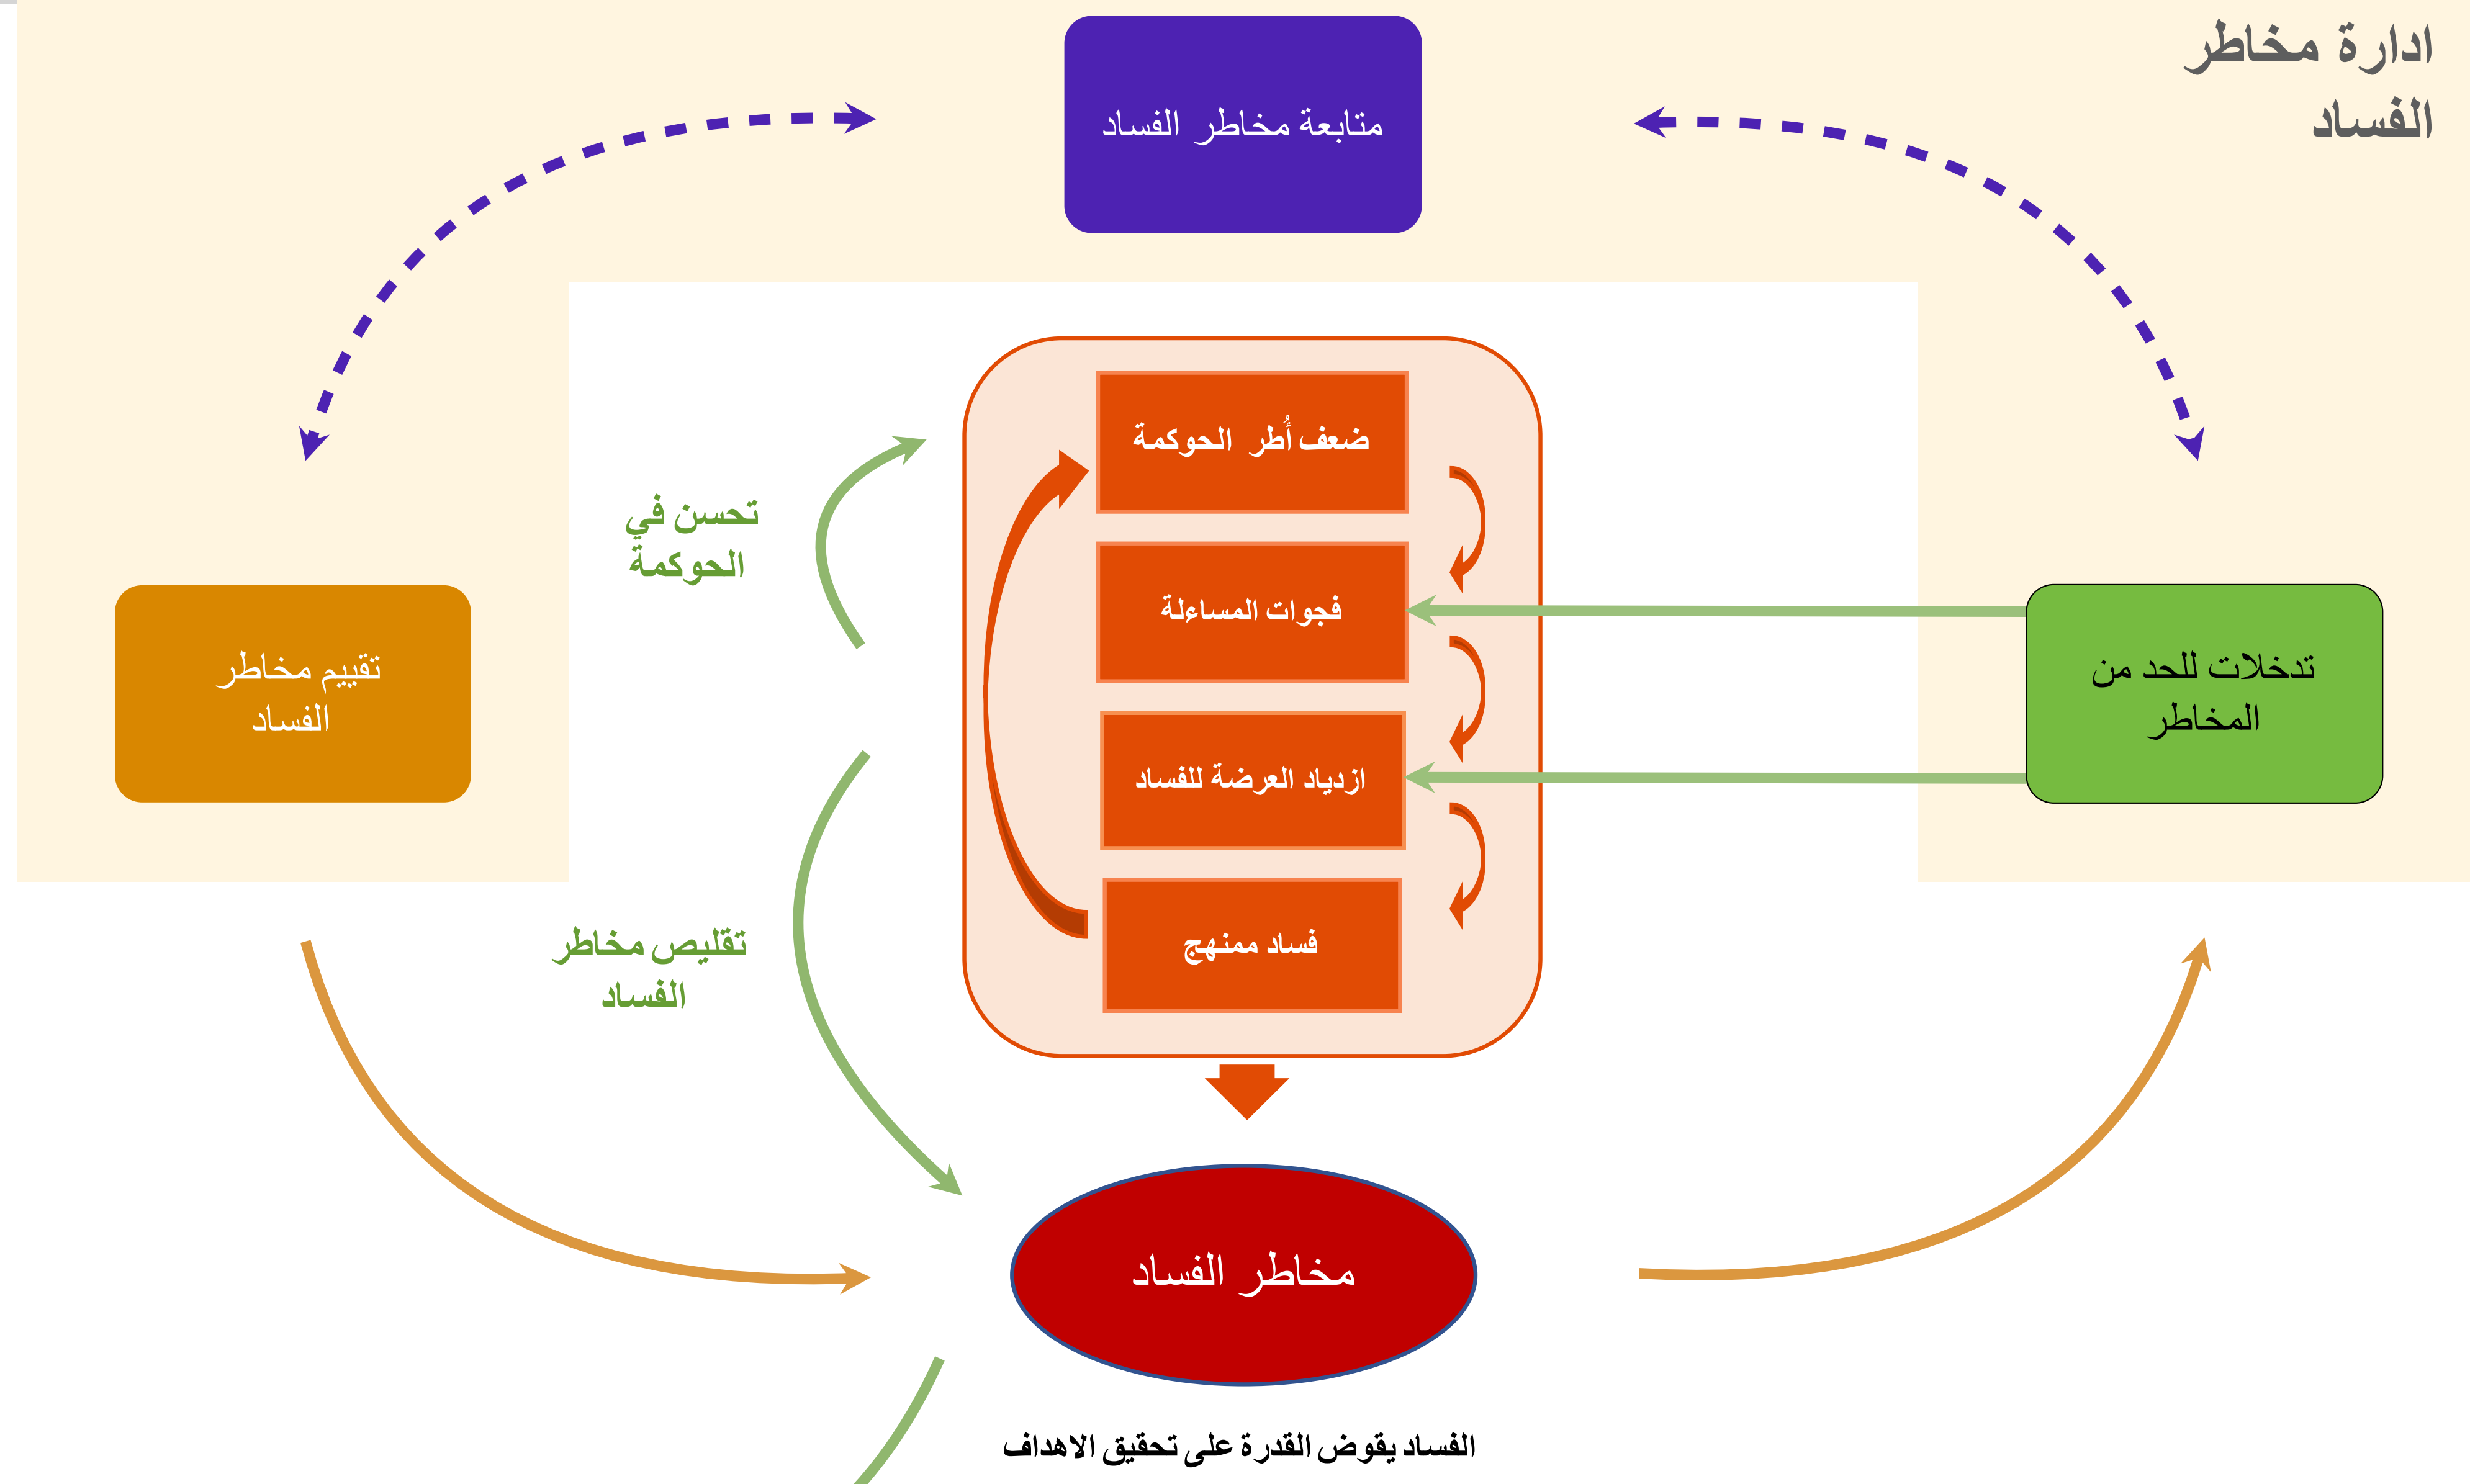 ادارة مخاطر
الفساد
متابعة مخاطر الفساد
ضعف أُطر الحوكمة
تحسن في
الحوكمة
فجوات المساءلة
تدخلات للحد من
المخاطر
تقييم مخاطر
الفساد
ازدياد العرضة للفساد
فساد ممنهج
تقليص مخاطر
الفساد
مخاطر الفساد
الفساد يقوض القدرة على تحقيق الاهداف